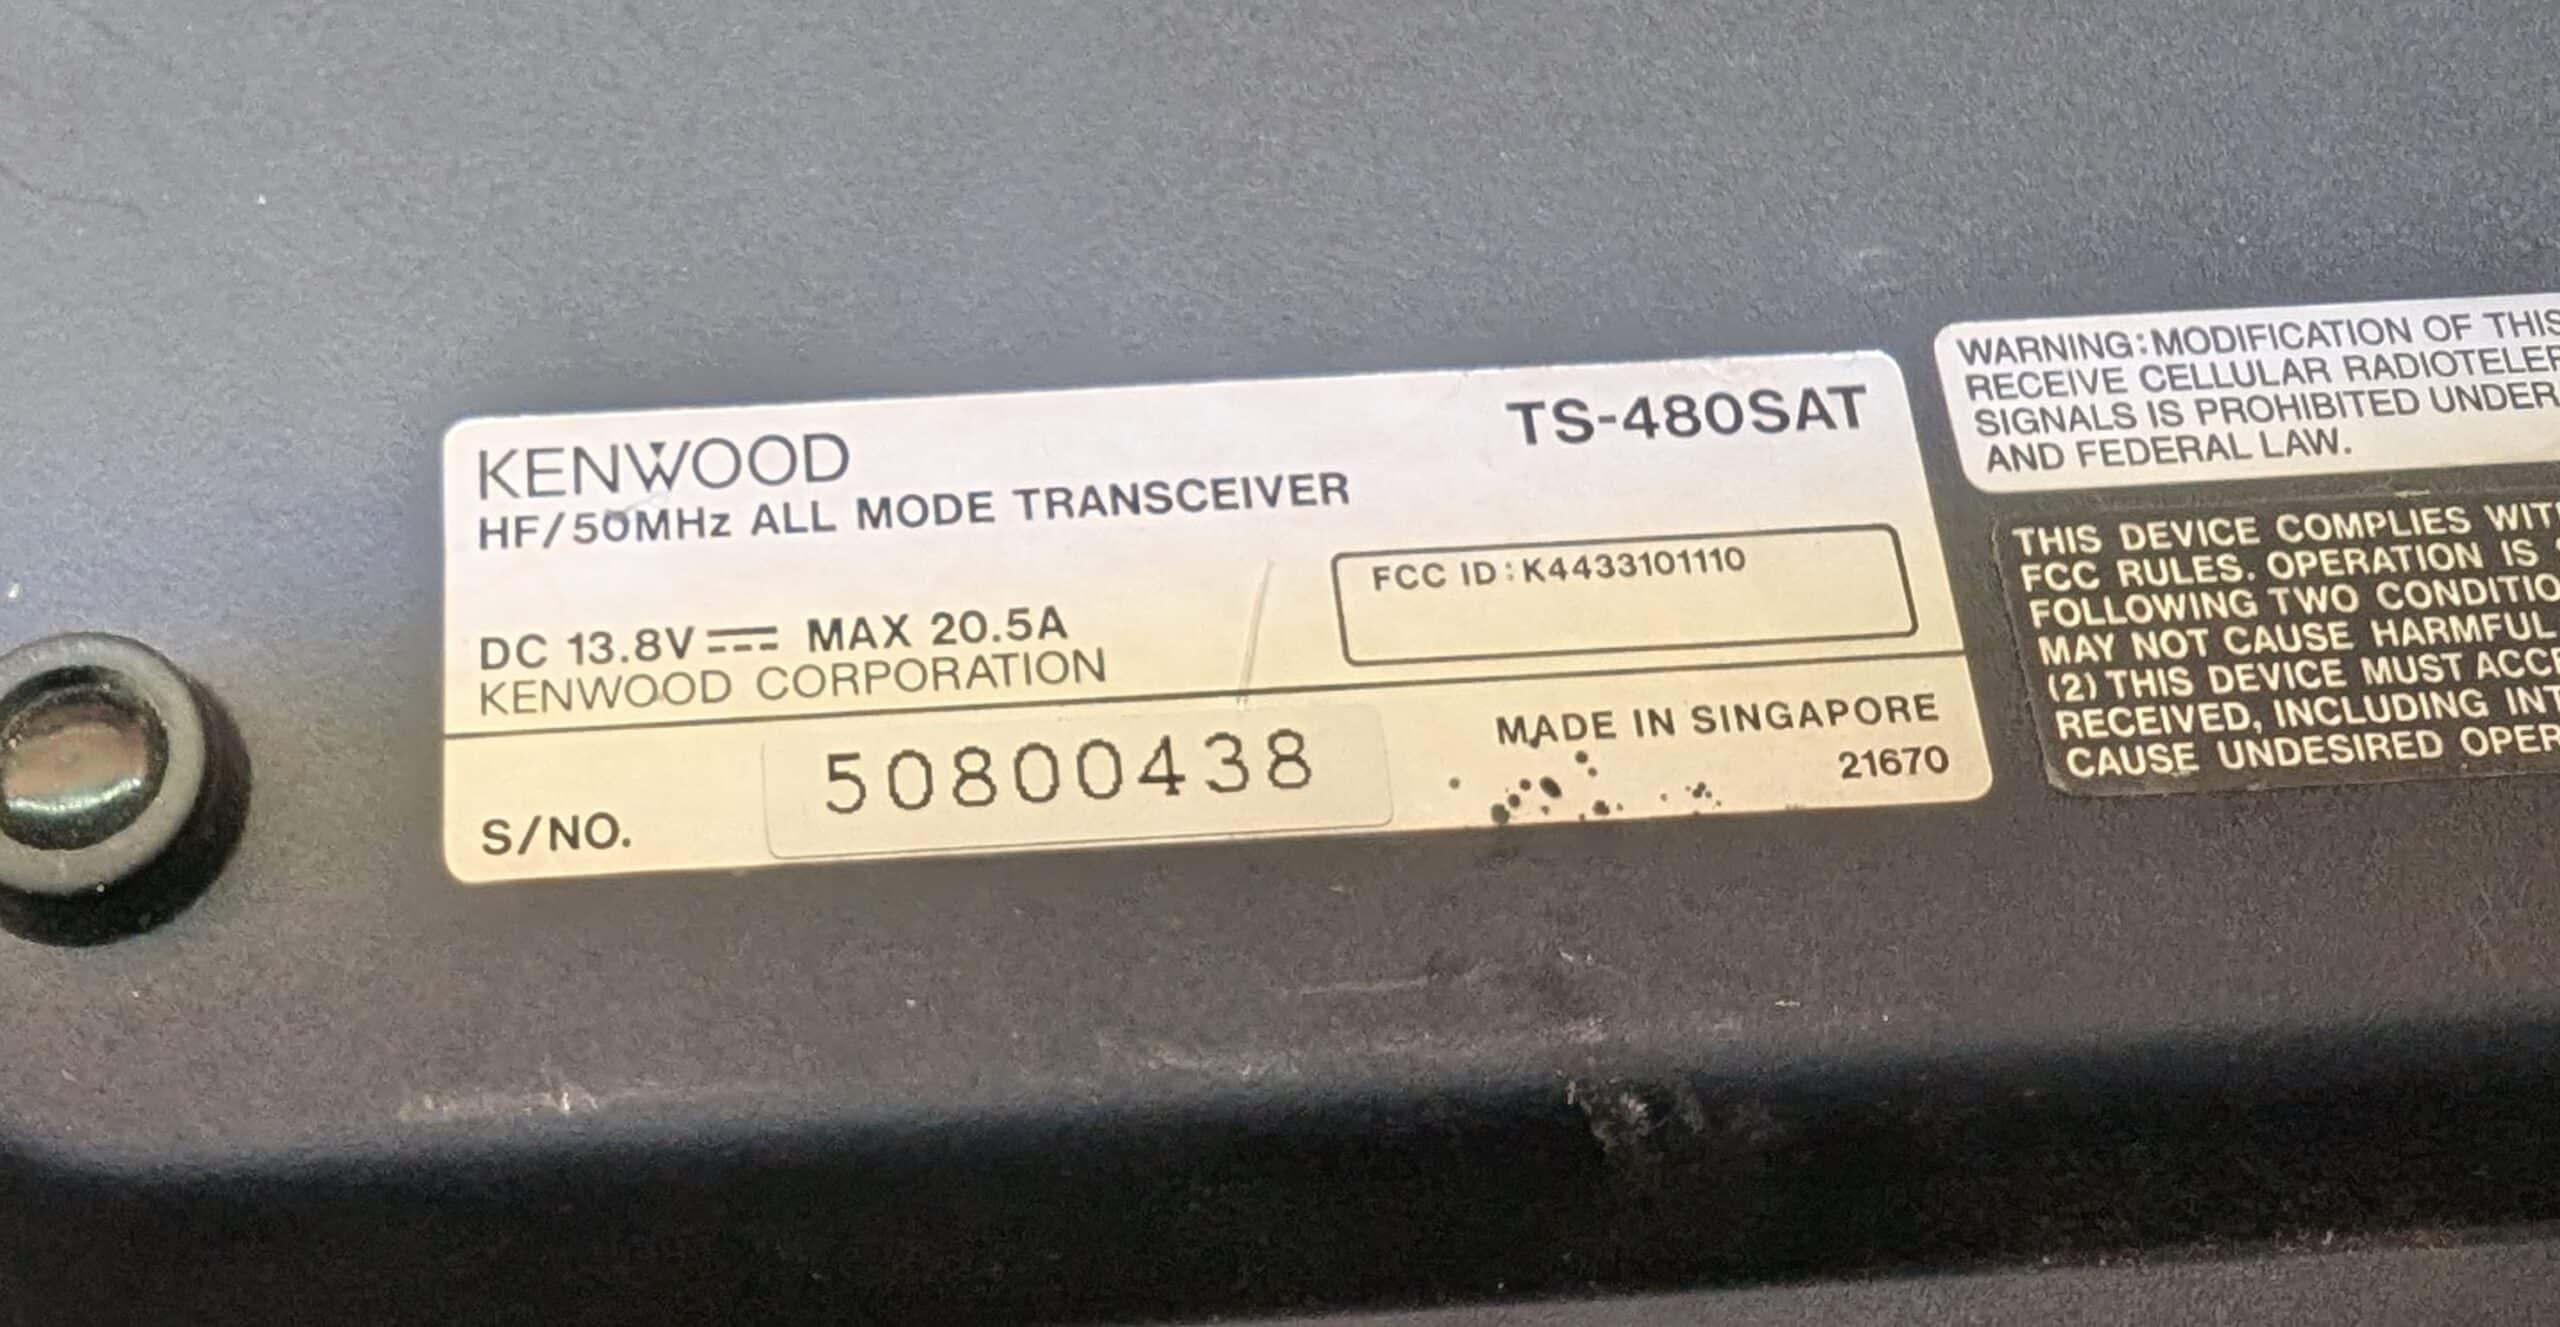 KENWOOD
TS-480SAT
HF/50MHz ALL MODE TRANSCEIVER
FCC ID:K4433101110
DC 13.8V MAX 20.5A
KENWOOD CORPORATION
S/NO.
50800438
MADE IN SINGAPORE
21670
WARNING:MODIFICATION OF THIS
RECEIVE CELLULAR
SIGNALS IS PROHIBITED UNDER
AND FEDERAL LAW.
THIS DEVICE COMPLIES
FCC RULES. OPERATION IS
FOLLOWING TWO
MAY NOT CAUSE HARMFUL
(2) THIS DEVICE MUST
RECEIVED, INCLUDING
CAUSE UNDESIRED